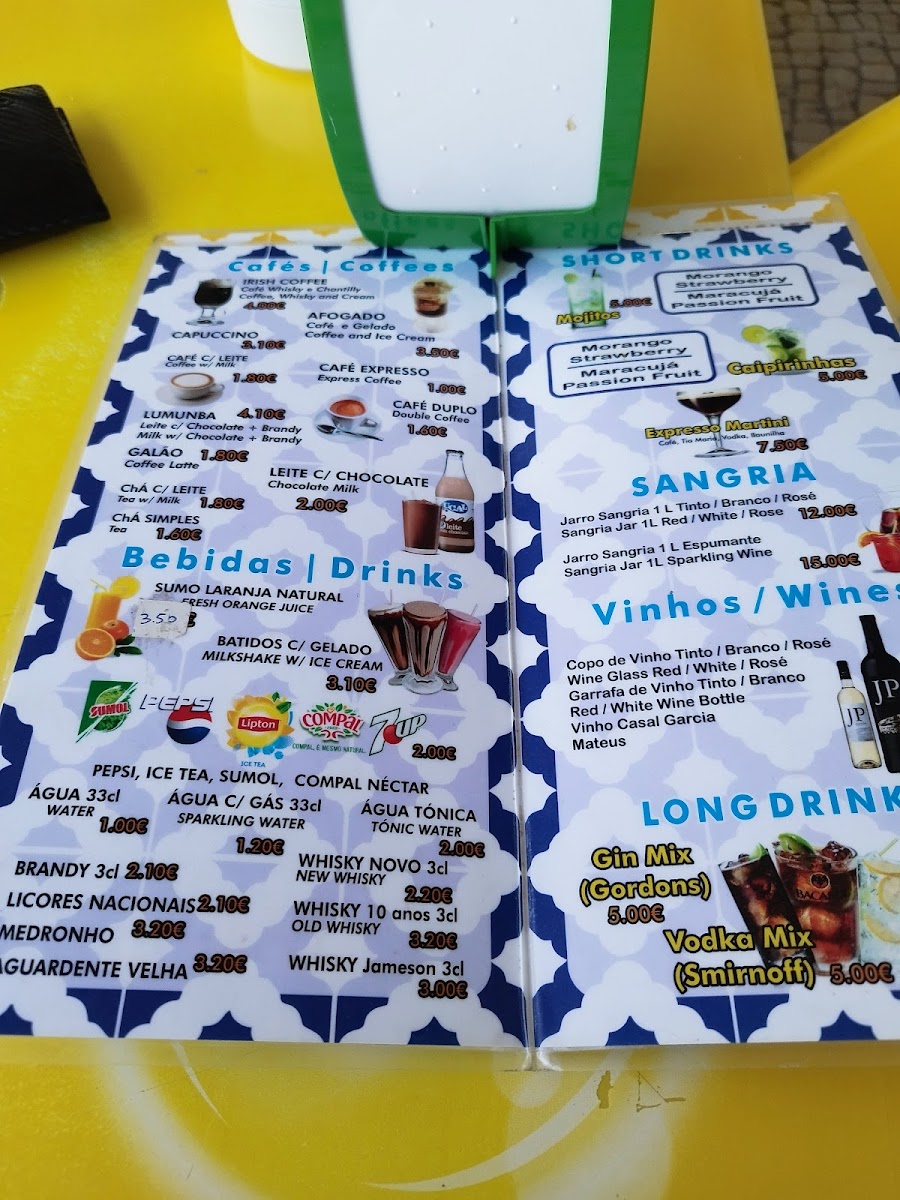 Cafés | Coffees
IRISH COFFEE
Café Whisky e Chantilly
Coffee, Whisky and Cream
4.00€
AFOGADO
Café e Gelado
Coffee and Ice Cream
3.50€
CAPUCCINO
3.10€
CAFÉ C/ LEITE
Coffee w/ Milk
1.80€
CAFÉ EXPRESSO
Express Coffee
1.00€
LUMUNBA 4.10€
Leite c/ Chocolate + Brandy
Milk w/ Chocolate + Brandy
CAFÉ DUPLO
Double Coffee
1.60€
GALÃO 1.80€
Coffee Latte
LEITE C/ CHOCOLATE
Chocolate Milk
2.00€
ChÁ C/ LEITE
Tea w/ Milk 1.80€
ChÁ SIMPLES
Tea 1.60€
Bebidas | Drinks
SUMO LARANJA NATURAL
FRESH ORANGE JUICE
3.50 €
BATIDOS C/ GELADO
MILKSHAKE W/ ICE CREAM
3.10€
SUMOL
PEPSI
Lipton
ICE TEA
COMPAL
COMPAL, É MESMO NATURAL.
7UP
2.00€
PEPSI, ICE TEA, SUMOL, COMPAL NÉCTAR
ÁGUA 33cl
WATER
1.00€
ÁGUA C/ GÁS 33cl
SPARKLING WATER
1.20€
ÁGUA TÓNICA
TÓNIC WATER
2.00€
BRANDY 3cl 2.10€
WHISKY NOVO 3cl
NEW WHISKY
2.20€
LICORES NACIONAIS 2.10€
WHISKY 10 anos 3cl
OLD WHISKY
3.20€
MEDRONHO 3.20€
AGUARDENTE VELHA 3.20€
WHISKY Jameson 3cl
3.00€
SHORT DRINKS
Mojitos 5.00€
Morango
Strawberry
Maracujá
Passion Fruit
Morango
Strawberry
Maracujá
Passion Fruit
Caipirinhas
5.00€
Expresso Martini
Café, Tia Maria, Vodka, Baunilha
7.50€
SANGRIA
Jarro Sangria 1 L Tinto / Branco / Rosé
Sangria Jar 1L Red / White / Rose 12.00€
Jarro Sangria 1 L Espumante
Sangria Jar 1L Sparkling Wine 15.00€
Vinhos / Wines
Copo de Vinho Tinto / Branco / Rosé
Wine Glass Red / White / Rosé
Garrafa de Vinho Tinto / Branco
Red / White Wine Bottle
Vinho Casal Garcia
Mateus
JP
JP
LONG DRINK
Gin Mix
(Gordons)
5.00€
Vodka Mix
(Smirnoff) 5.00€